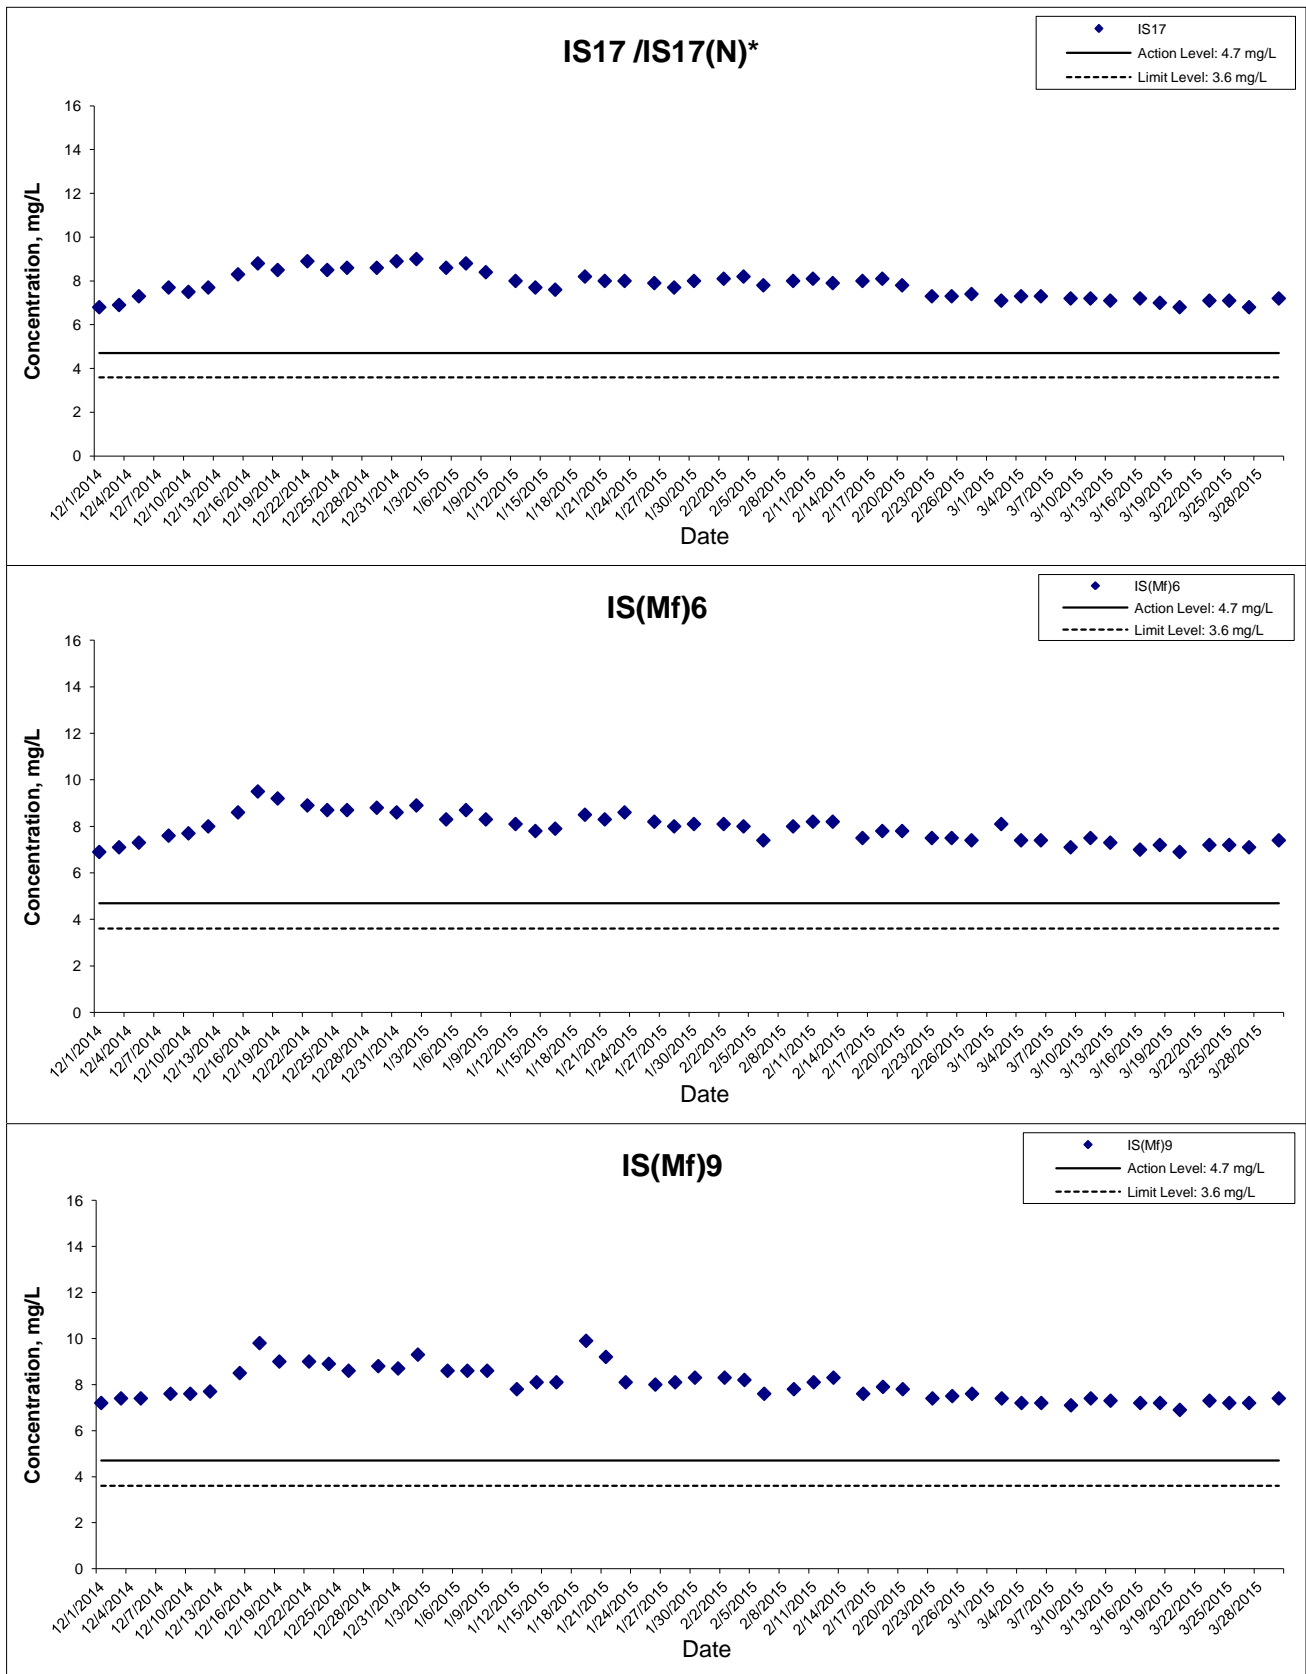 IS17 /IS17(N)*
IS17
Action Level: 4.7 mg/L
Limit Level: 3.6 mg/L
Concentration, mg/L
16
14
12
10
8
6
4
2
0
12/1/2014 12/4/2014 12/7/2014 12/10/2014 12/13/2014 12/16/2014 12/19/2014 12/22/2014 12/25/2014 12/28/2014 12/31/2014 1/3/2015 1/6/2015 1/9/2015 1/12/2015 1/15/2015 1/18/2015 1/21/2015 1/24/2015 1/27/2015 1/30/2015 2/2/2015 2/5/2015 2/8/2015 2/11/2015 2/14/2015 2/17/2015 2/20/2015 2/23/2015 2/26/2015 3/1/2015 3/4/2015 3/7/2015 3/10/2015 3/13/2015 3/16/2015 3/19/2015 3/22/2015 3/25/2015 3/28/2015
Date
IS(Mf)6
IS(Mf)6
Action Level: 4.7 mg/L
Limit Level: 3.6 mg/L
Concentration, mg/L
16
14
12
10
8
6
4
2
0
12/1/2014 12/4/2014 12/7/2014 12/10/2014 12/13/2014 12/16/2014 12/19/2014 12/22/2014 12/25/2014 12/28/2014 12/31/2014 1/3/2015 1/6/2015 1/9/2015 1/12/2015 1/15/2015 1/18/2015 1/21/2015 1/24/2015 1/27/2015 1/30/2015 2/2/2015 2/5/2015 2/8/2015 2/11/2015 2/14/2015 2/17/2015 2/20/2015 2/23/2015 2/26/2015 3/1/2015 3/4/2015 3/7/2015 3/10/2015 3/13/2015 3/16/2015 3/19/2015 3/22/2015 3/25/2015 3/28/2015
Date
IS(Mf)9
IS(Mf)9
Action Level: 4.7 mg/L
Limit Level: 3.6 mg/L
Concentration, mg/L
16
14
12
10
8
6
4
2
0
12/1/2014 12/4/2014 12/7/2014 12/10/2014 12/13/2014 12/16/2014 12/19/2014 12/22/2014 12/25/2014 12/28/2014 12/31/2014 1/3/2015 1/6/2015 1/9/2015 1/12/2015 1/15/2015 1/18/2015 1/21/2015 1/24/2015 1/27/2015 1/30/2015 2/2/2015 2/5/2015 2/8/2015 2/11/2015 2/14/2015 2/17/2015 2/20/2015 2/23/2015 2/26/2015 3/1/2015 3/4/2015 3/7/2015 3/10/2015 3/13/2015 3/16/2015 3/19/2015 3/22/2015 3/25/2015 3/28/2015
Date